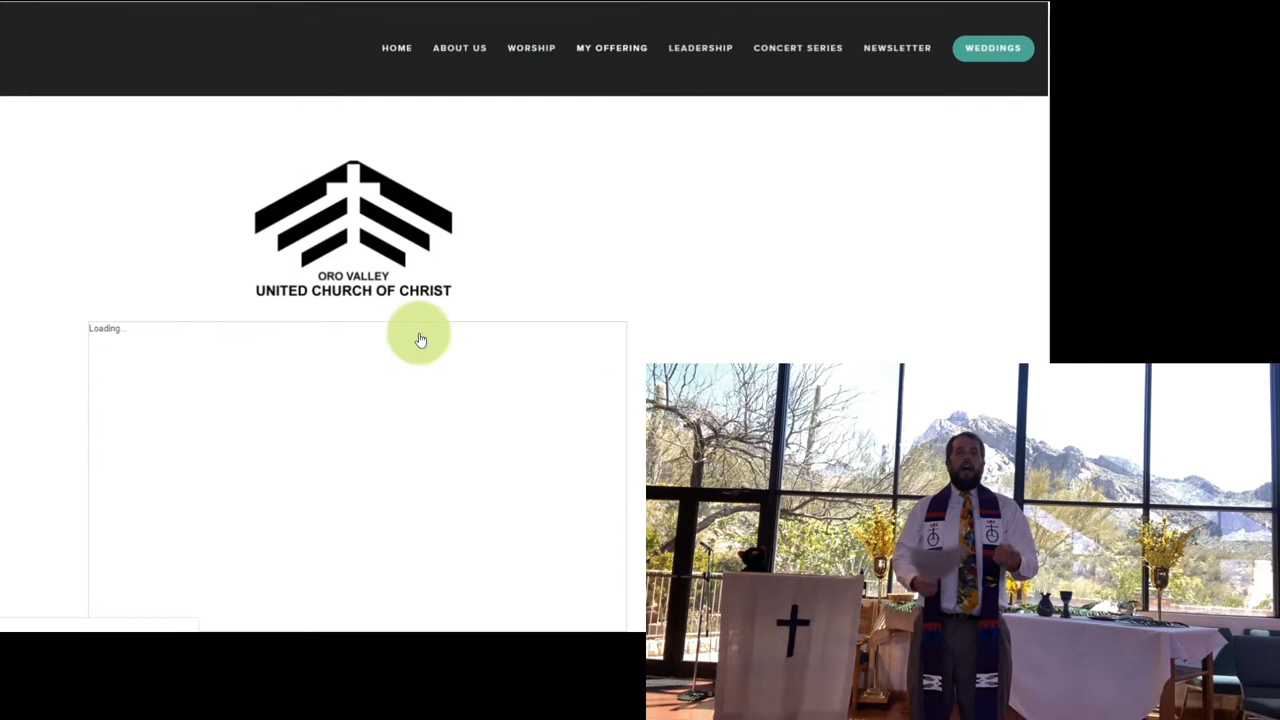 HOME ABOUT US WORSHIP MY OFFERING LEADERSHIP CONCERT SERIES NEWSLETTER WEDDINGS
ORO VALLEY
UNITED CHURCH OF CHRIST
Loading...